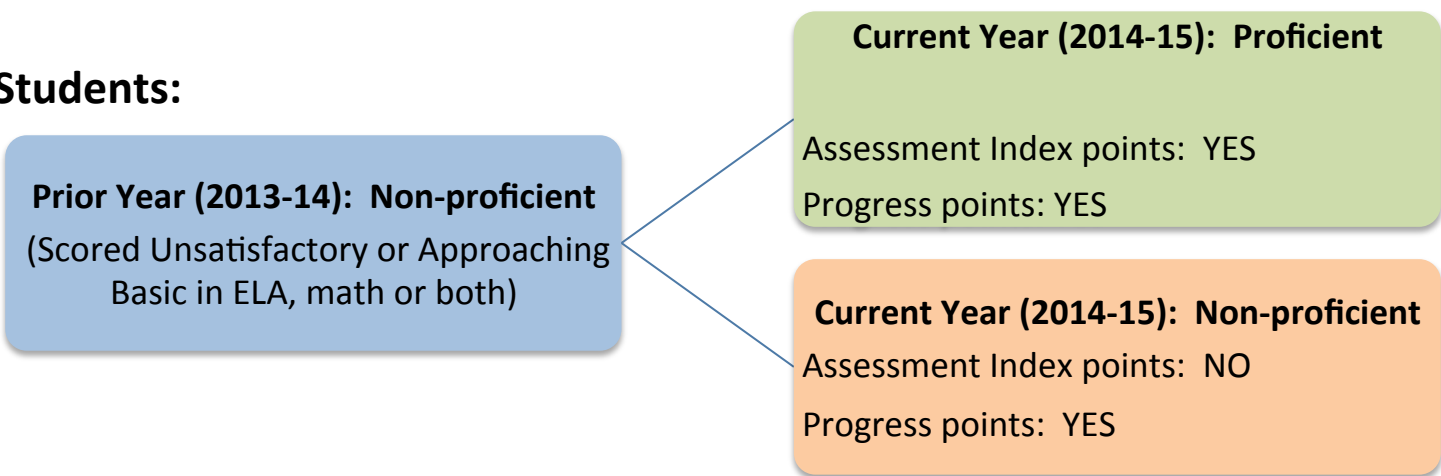 Students:
Prior Year (2013-14): Non-proficient
(Scored Unsatisfactory or Approaching
Basic in ELA, math or both)
Current Year (2014-15): Proficient
Assessment Index points: YES
Progress points: YES
Current Year (2014-15): Non-proficient
Assessment Index points: NO
Progress points: YES